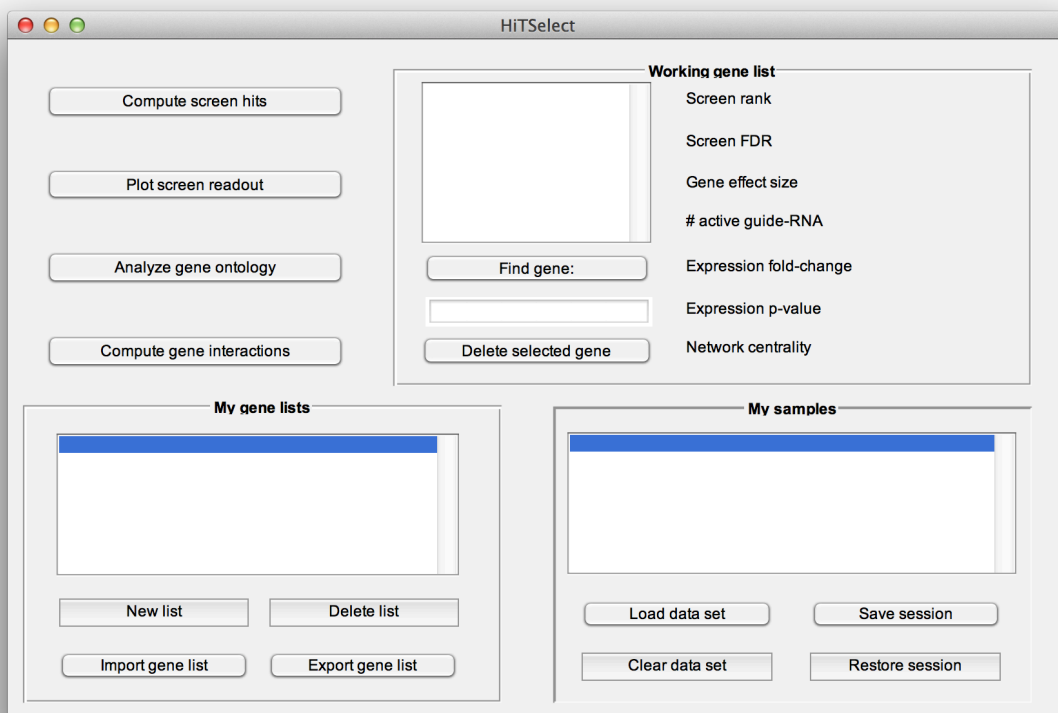 HiTSelect
Compute screen hits
Plot screen readout
Analyze gene ontology
Compute gene interactions
Working gene list
Screen rank
Screen FDR
Gene effect size
# active guide-RNA
Find gene:
Expression fold-change
Expression p-value
Delete selected gene
Network centrality
My gene lists
New list
Delete list
Import gene list
Export gene list
My samples
Load data set
Save session
Clear data set
Restore session